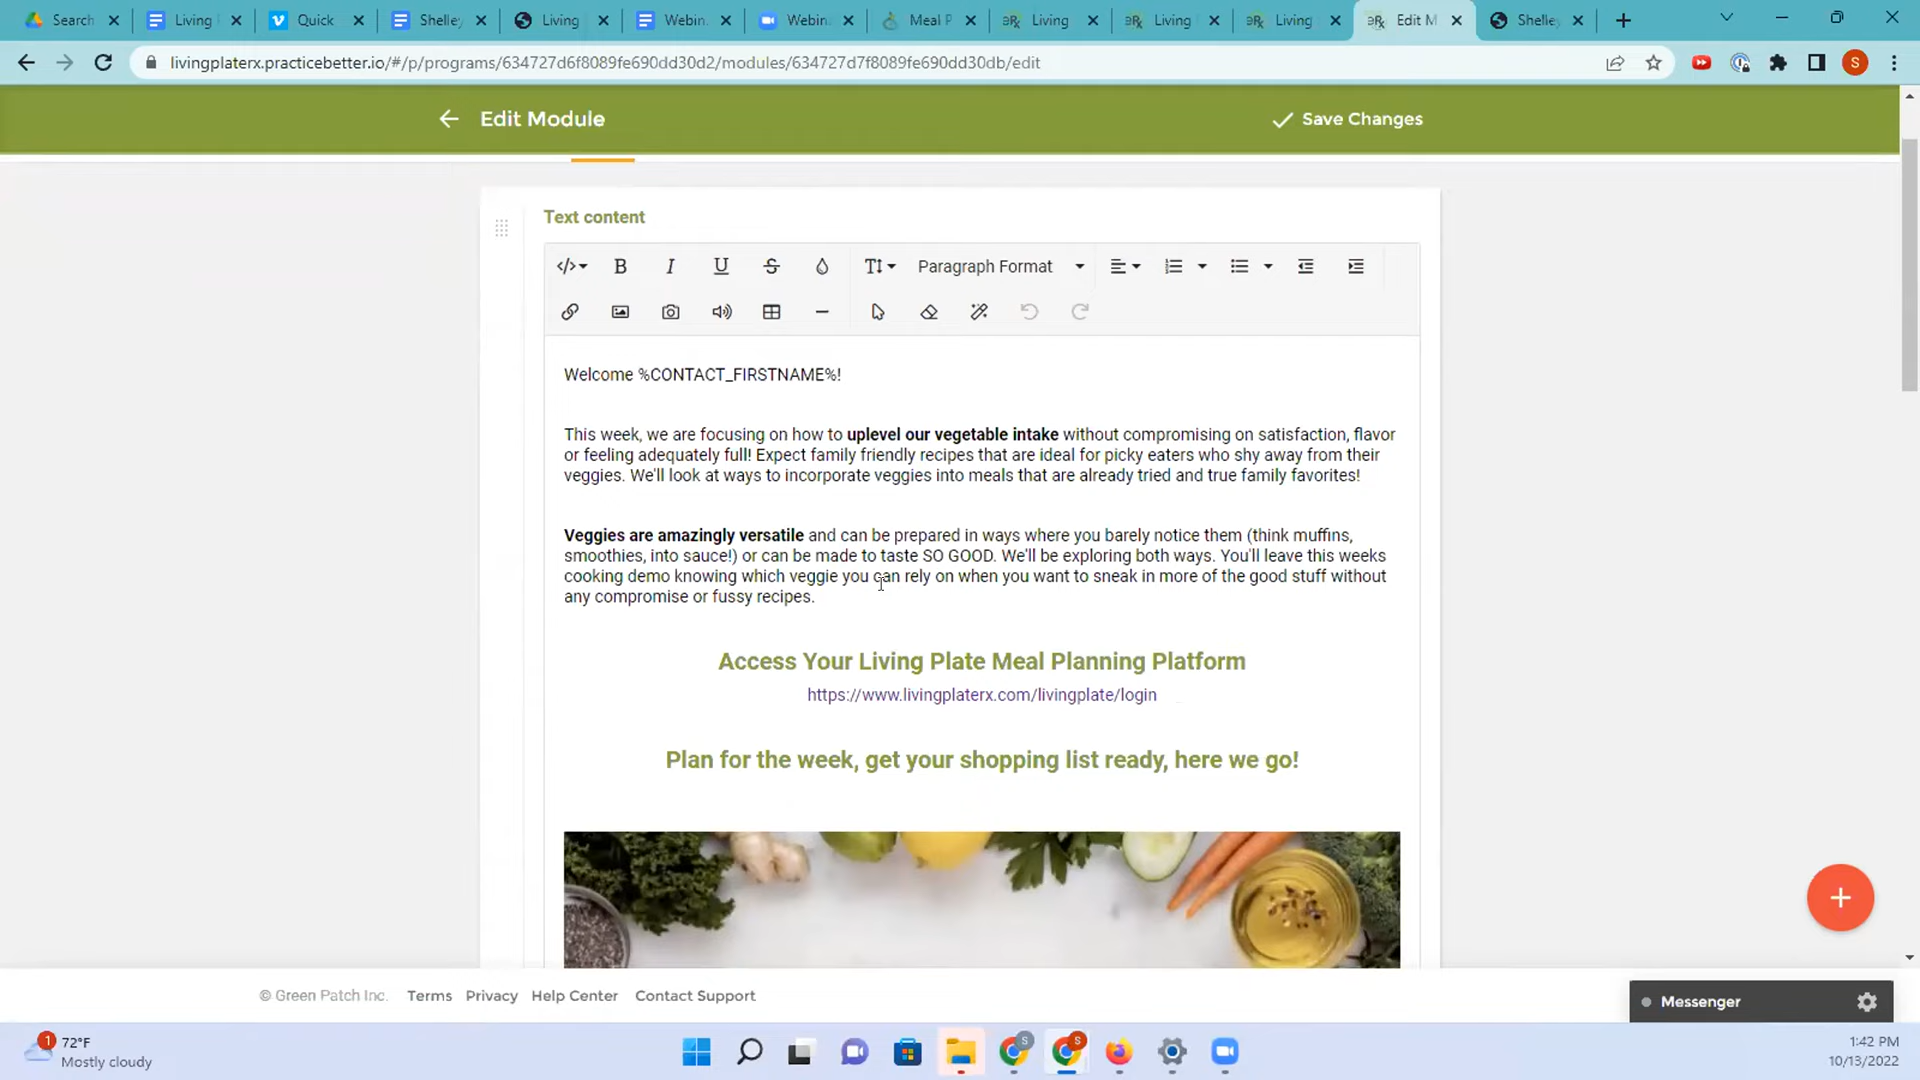 Search
Living
Quick
Shelley
Living
Webin
Webin
Meal P
Living
Living
Living
Edit M
Shelley
livingplaterx.practicebetter.io/#/p/programs/634727d6f8089fe690dd30d2/modules/634727d7f8089fe690dd30db/edit
S
Edit Module
Save Changes
Text content
Paragraph Format
Welcome %CONTACT_FIRSTNAME%!
This week, we are focusing on how to uplevel our vegetable intake without compromising on satisfaction, flavor
or feeling adequately full! Expect family friendly recipes that are ideal for picky eaters who shy away from their
veggies. We'll look at ways to incorporate veggies into meals that are already tried and true family favorites!
Veggies are amazingly versatile and can be prepared in ways where you barely notice them (think muffins,
smoothies, into sauce!) or can be made to taste SO GOOD. We'll be exploring both ways. You'll leave this weeks
cooking demo knowing which veggie you can rely on when you want to sneak in more of the good stuff without
any compromise or fussy recipes.
Access Your Living Plate Meal Planning Platform
https://www.livingplaterx.com/livingplate/login
Plan for the week, get your shopping list ready, here we go!
© Green Patch Inc. Terms Privacy Help Center Contact Support
Messenger
1
72°F
Mostly cloudy
S
S
1:42 PM
10/13/2022